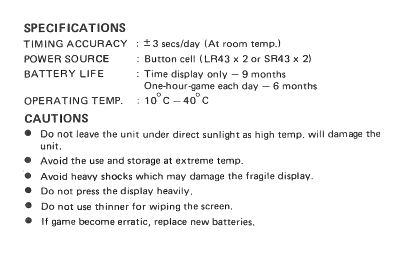 SPECIFICATIONS
TIMING ACCURACY : ±3 secs/day (At room temp.)
POWER SOURCE : Button cell (LR43 x 2 or SR43 x 2)
BATTERY LIFE : Time display only — 9 months
One-hour-game each day — 6 months
OPERATING TEMP. : 10°C — 40°C
CAUTIONS
● Do not leave the unit under direct sunlight as high temp. will damage the
unit.
● Avoid the use and storage at extreme temp.
● Avoid heavy shocks which may damage the fragile display.
● Do not press the display heavily.
● Do not use thinner for wiping the screen.
● If game become erratic, replace new batteries.